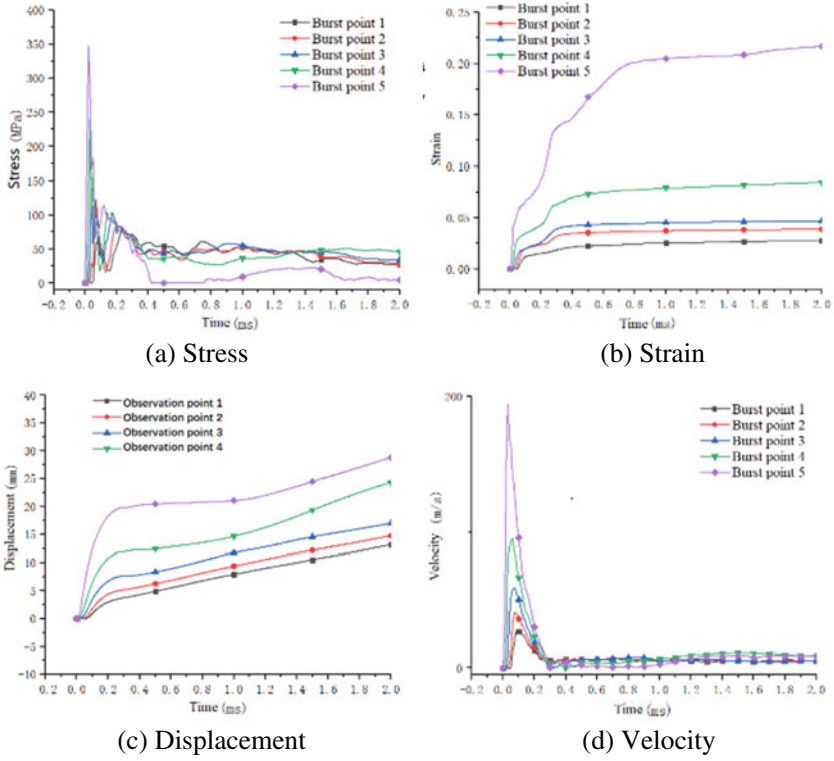 Burst point 1
Burst point 2
Burst point 3
Burst point 4
Burst point 5
400
350
300
250
200
150
100
50
0
Stress (MPa)
-0.2 0.0 0.2 0.4 0.6 0.8 1.0 1.2 1.4 1.6 1.8 2.0
Time (ms)
(a) Stress
Burst point 1
Burst point 2
Burst point 3
Burst point 4
Burst point 5
0.25
0.20
0.15
0.10
0.05
0.00
Strain
-0.2 0.0 0.2 0.4 0.6 0.8 1.0 1.2 1.4 1.6 1.8 2.0
Time (ms)
(b) Strain
Observation point 1
Observation point 2
Observation point 3
Observation point 4
40
35
30
25
20
15
10
5
0
-5
-10
Displacement (mm)
0.2 0.0 0.2 0.4 0.6 0.8 1.0 1.2 1.4 1.6 1.8 2.0
Time (ms)
(c) Displacement
Burst point 1
Burst point 2
Burst point 3
Burst point 4
Burst point 5
200
0
Velocity (m/s)
-0.2 0.0 0.2 0.4 0.6 0.8 1.0 1.2 1.4 1.6 1.8 2.0
Time (ms)
(d) Velocity